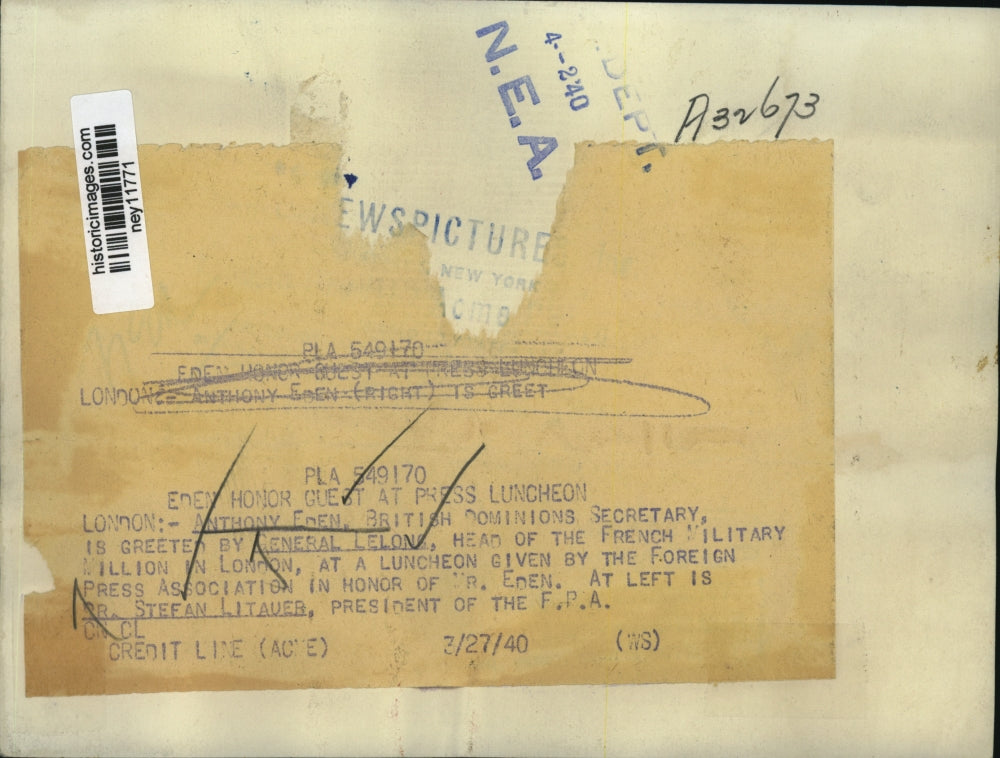 N.E.A.
4--2'40
DEPT.
A32673
historicimages.com
ney11771
EWSPICTURE
NEW YORK
PLA 549170
EDEN HONOR GUEST AT PRESS LUNCHEON
LONDON:- ANTHONY EDEN (RIGHT) IS GREET
PLA 549170
EDEN HONOR GUEST AT PRESS LUNCHEON
LONDON:- ANTHONY EDEN, BRITISH DOMINIONS SECRETARY,
IS GREETED BY GENERAL LELONG, HEAD OF THE FRENCH MILITARY
MILLION IN LONDON, AT A LUNCHEON GIVEN BY THE FOREIGN
PRESS ASSOCIATION IN HONOR OF MR. EDEN. AT LEFT IS
DR. STEFAN LITAUER, PRESIDENT OF THE F.P.A.
CN CL
CREDIT LINE (ACME) 3/27/40 (WS)